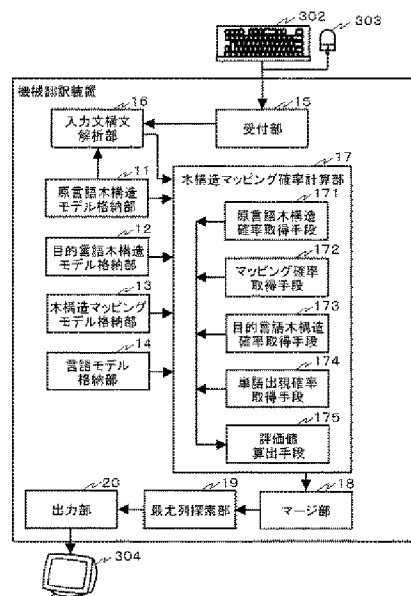 302
303
機械翻訳装置
16
入力文構文
解析部
15
受付部
11
原言語木構造
モデル格納部
12
目的言語木構造
モデル格納部
13
木構造マッピング
モデル格納部
14
言語モデル
格納部
17
木構造マッピング確率計算部
171
原言語木構造
確率取得手段
172
マッピング確率
取得手段
173
目的言語木構造
確率取得手段
174
単語出現確率
取得手段
175
評価値
算出手段
20
出力部
19
最尤列探索部
18
マージ部
304